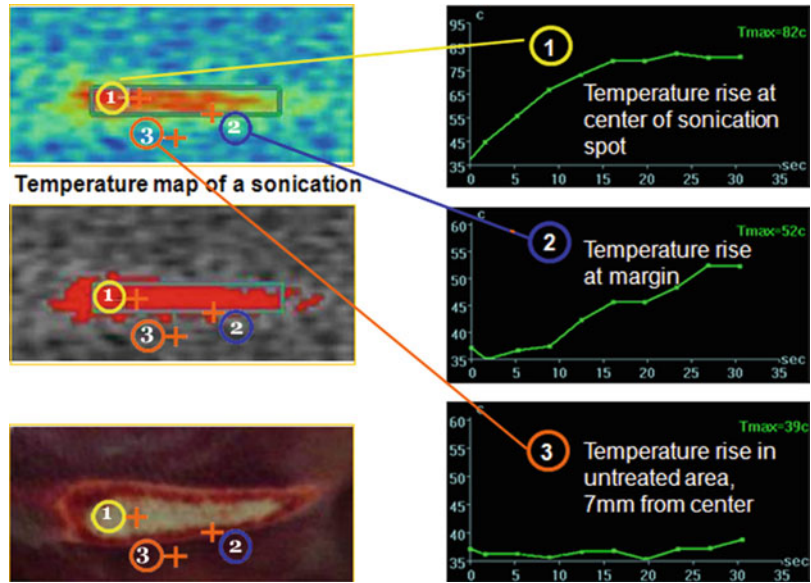 1
2
3
Temperature map of a sonication
1
2
3
1
2
3
c
95
85
75
65
55
45
35
Tmax=82c
1
Temperature rise at
center of sonication
spot
0
5
10
15
20
25
30
sec
c
60
55
50
45
40
35
Tmax=52c
2
Temperature rise
at margin
0
5
10
15
20
25
30
sec
c
60
55
50
45
40
35
Tmax=39c
3
Temperature rise in
untreated area,
7mm from center
0
5
10
15
20
25
30
sec